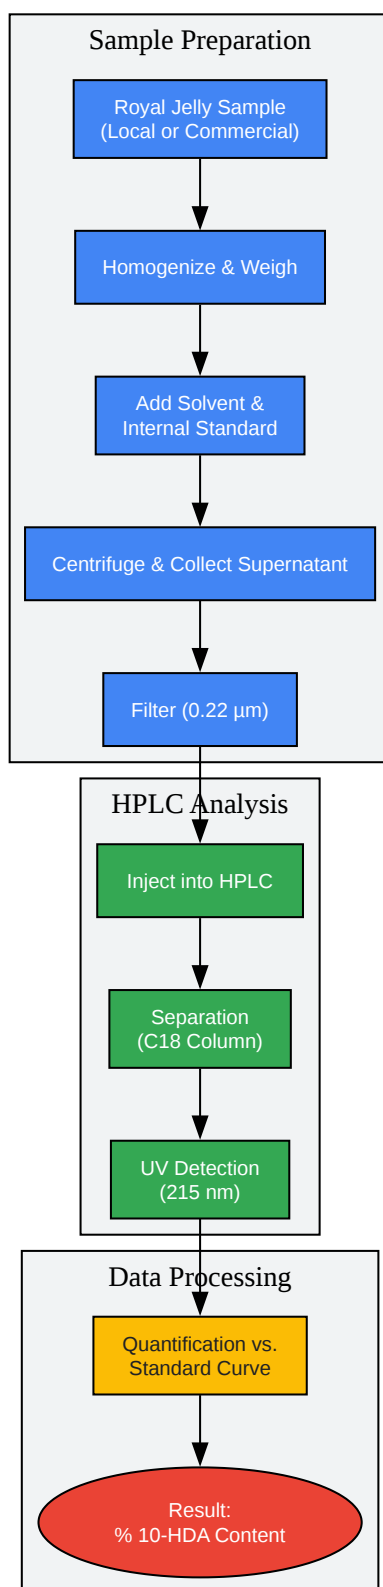 Sample Preparation
Royal Jelly Sample
(Local or Commercial)
Homogenize & Weigh
Add Solvent &
Internal Standard
Centrifuge & Collect Supernatant
Filter (0.22 µm)
HPLC Analysis
Inject into HPLC
Separation
(C18 Column)
UV Detection
(215 nm)
Data Processing
Quantification vs.
Standard Curve
Result:
% 10-HDA Content